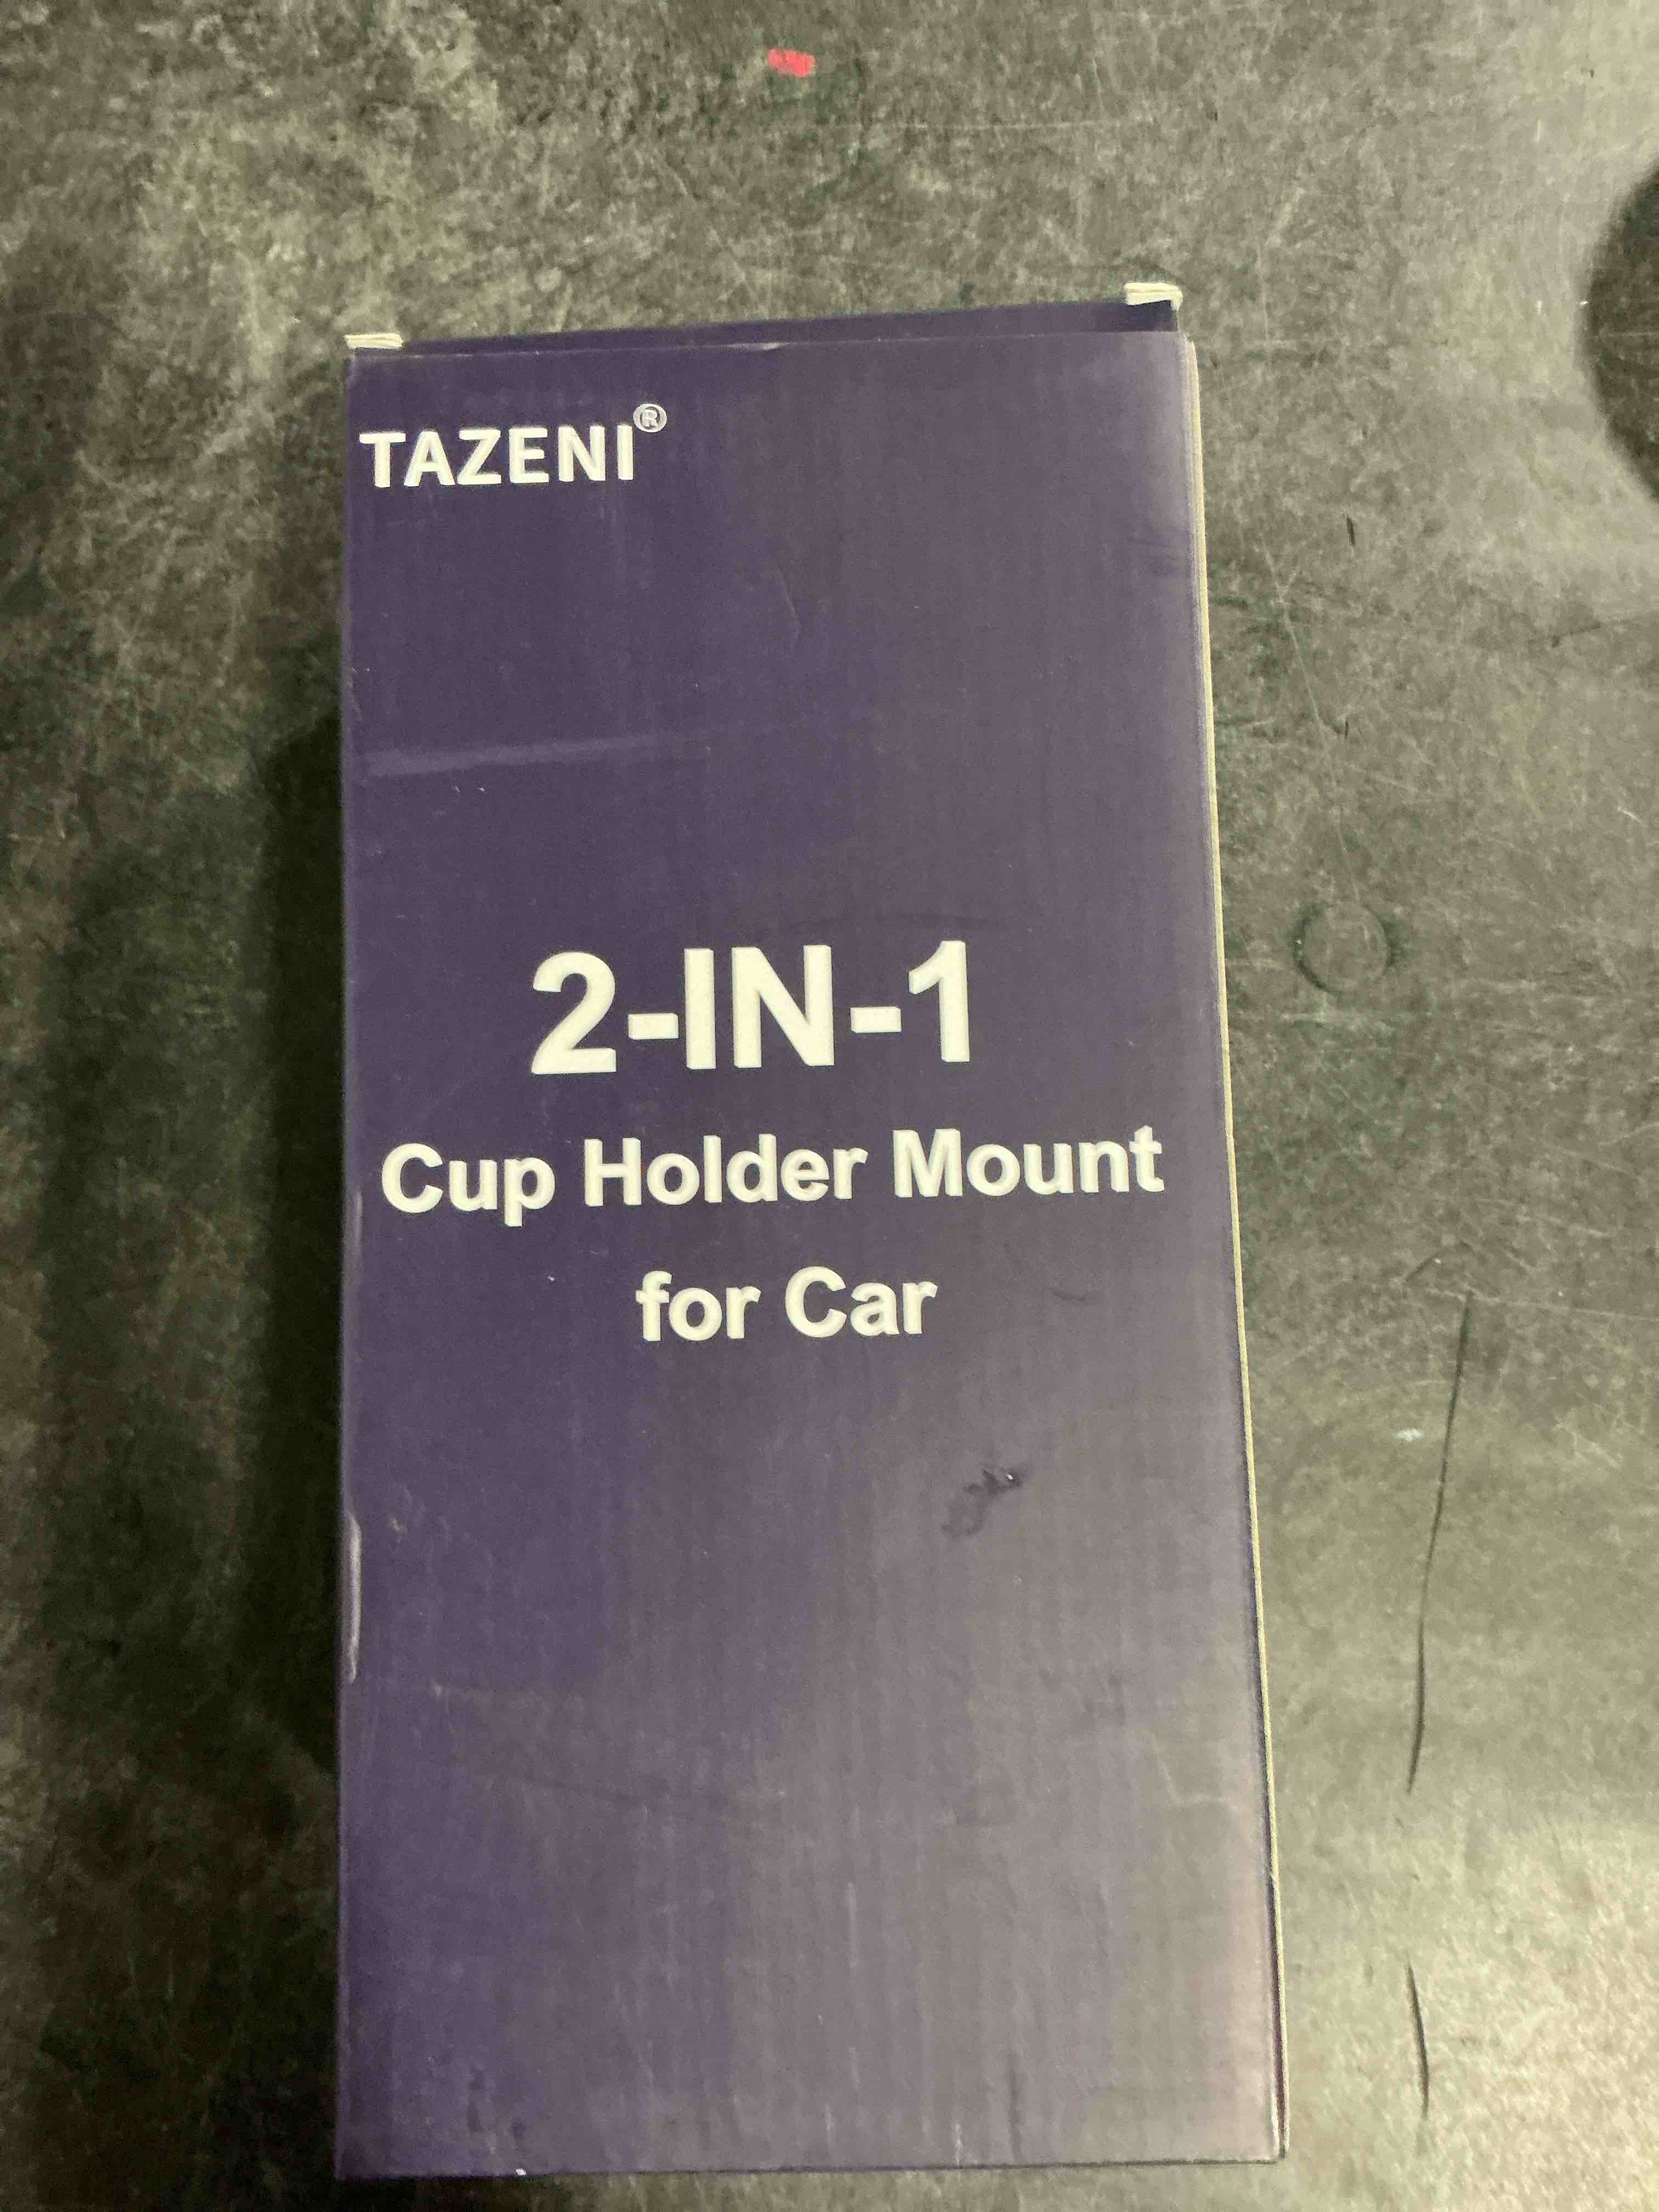 TAZENI®
2-IN-1
Cup Holder Mount
for Car